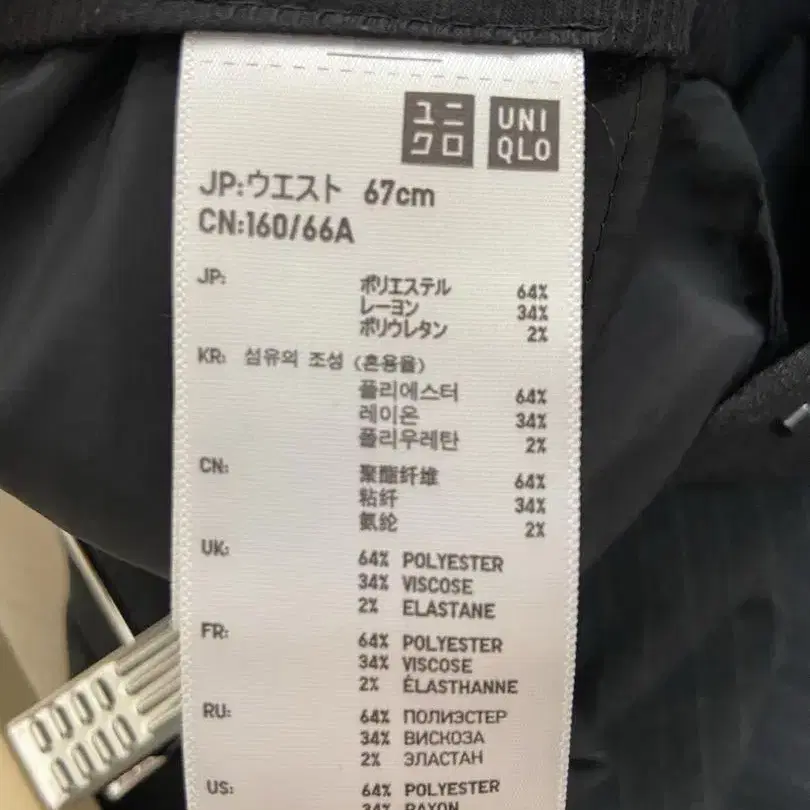 ユニ
クロ
UNI
QLO
JP:ウエスト 67cm
CN:160/66A
JP:
ポリエステル 64%
レーヨン 34%
ポリウレタン 2%
KR: 섬유의 조성 (혼용율)
폴리에스터 64%
레이온 34%
폴리우레탄 2%
CN:
聚酯纤维 64%
粘纤 34%
氨纶 2%
UK:
64% POLYESTER
34% VISCOSE
2% ELASTANE
FR:
64% POLYESTER
34% VISCOSE
2% ÉLASTHANNE
RU:
64% ПОЛИЭСТЕР
34% ВИСКОЗА
2% ЭЛАСТАН
US:
64% POLYESTER
34% RAYON